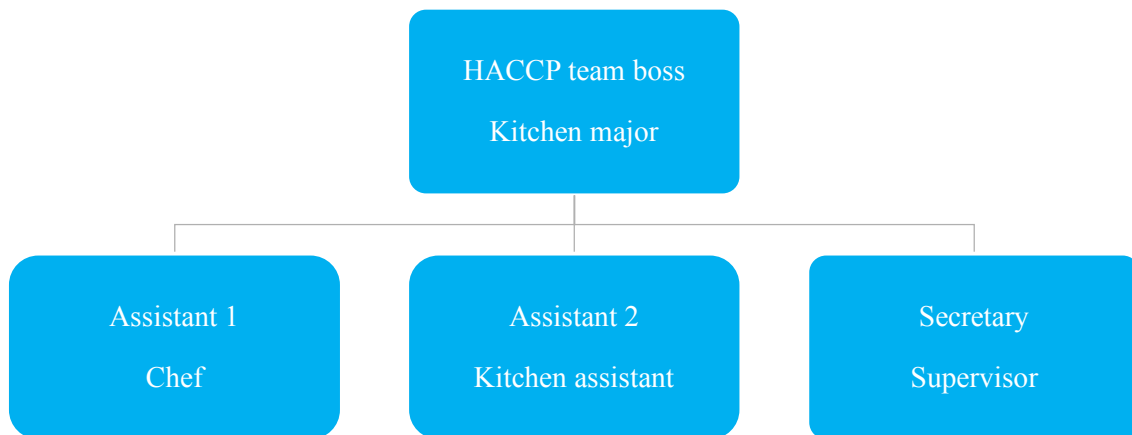 HACCP team boss
Kitchen major
Assistant 1
Chef
Assistant 2
Kitchen assistant
Secretary
Supervisor